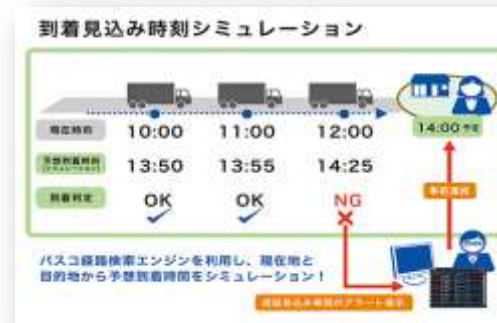 到着見込み時刻シミュレーション
現在時刻 10:00 11:00 12:00
14:00 予定
予想到着時刻 13:50 13:55 14:25
到着判定 OK OK NG
パスコ経路検索エンジンを利用し、現在地と
目的地から予想到着時間をシミュレーション！